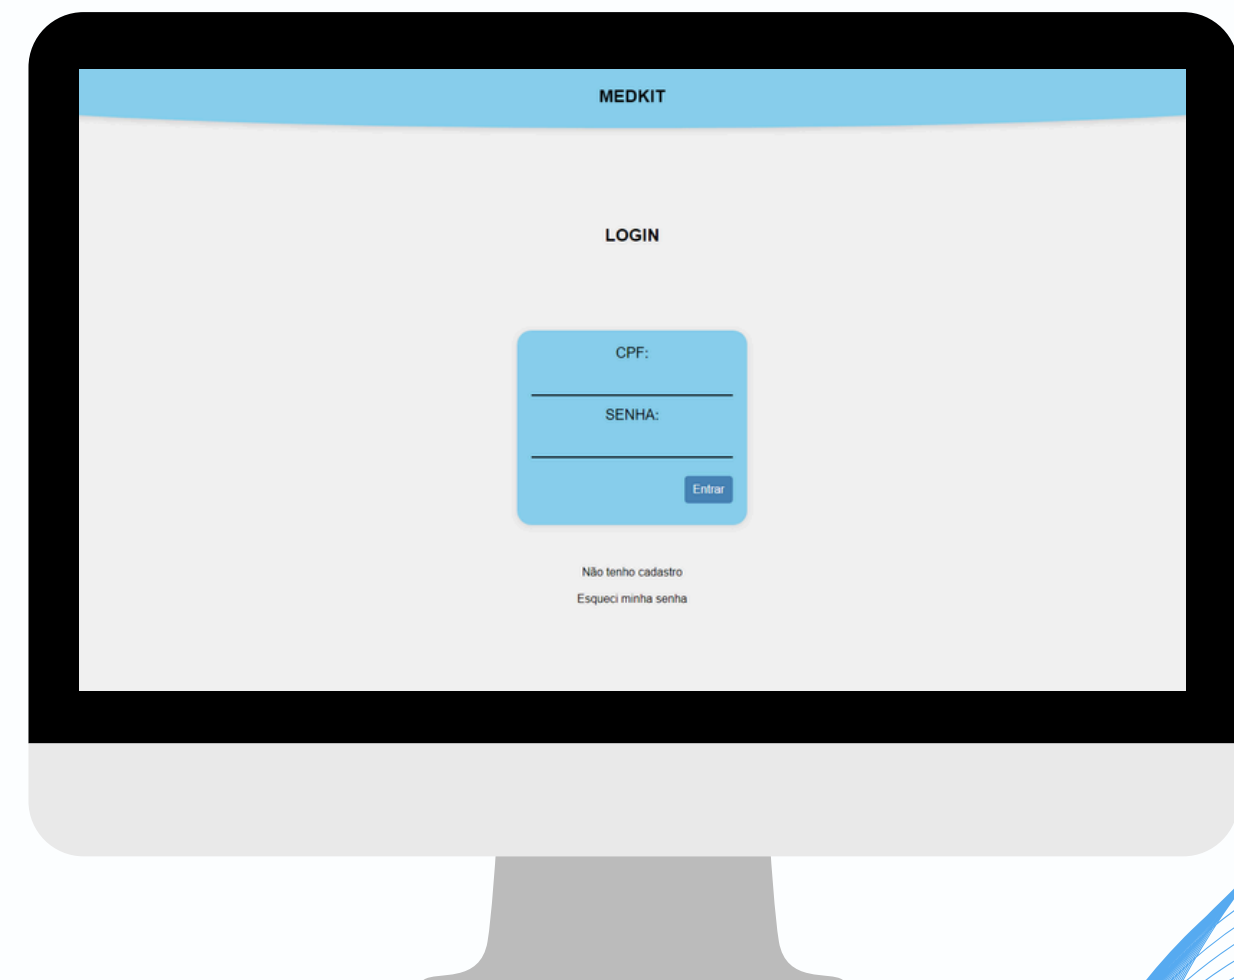 MEDKIT
LOGIN
CPF:
SENHA:
Entrar
Não tenho cadastro
Esqueci minha senha